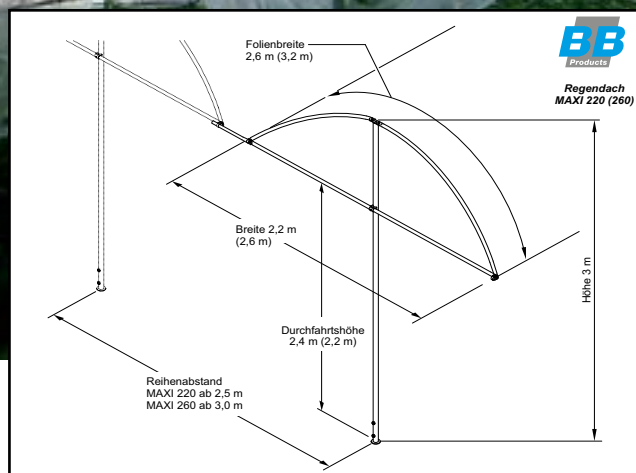 Folienbreite
2,6 m (3,2 m)
BB
Products
Regendach
MAXI 220 (260)
Breite 2,2 m
(2,6 m)
Höhe 3 m
Durchfahrtshöhe
2,4 m (2,2 m)
Reihenabstand
MAXI 220 ab 2,5 m
MAXI 260 ab 3,0 m